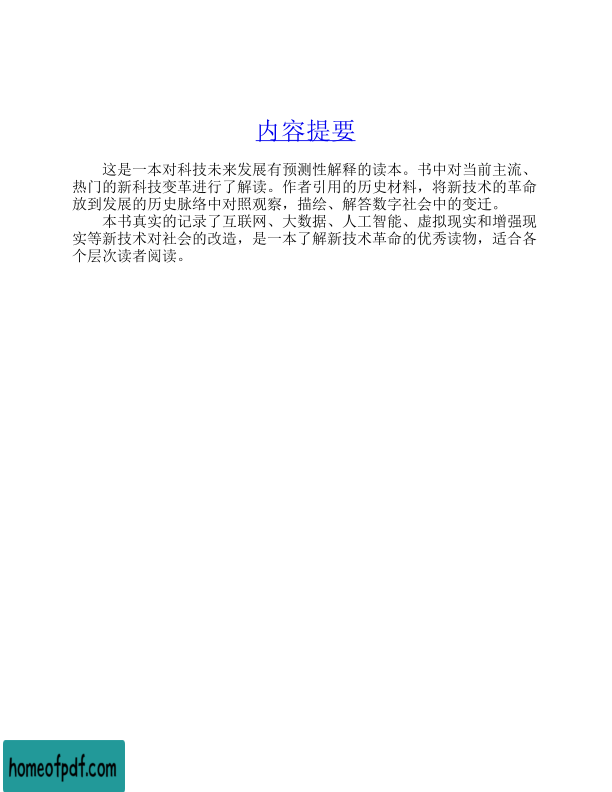 内容提要
这是一本对科技未来发展有预测性解释的读本。书中对当前主流、
热门的新科技变革进行了解读。作者引用的历史材料，将新技术的革命
放到发展的历史脉络中对照观察，描绘、解答数字社会中的变迁。
本书真实的记录了互联网、大数据、人工智能、虚拟现实和增强现
实等新技术对社会的改造，是一本了解新技术革命的优秀读物，适合各
个层次读者阅读。
homeofpdf.com